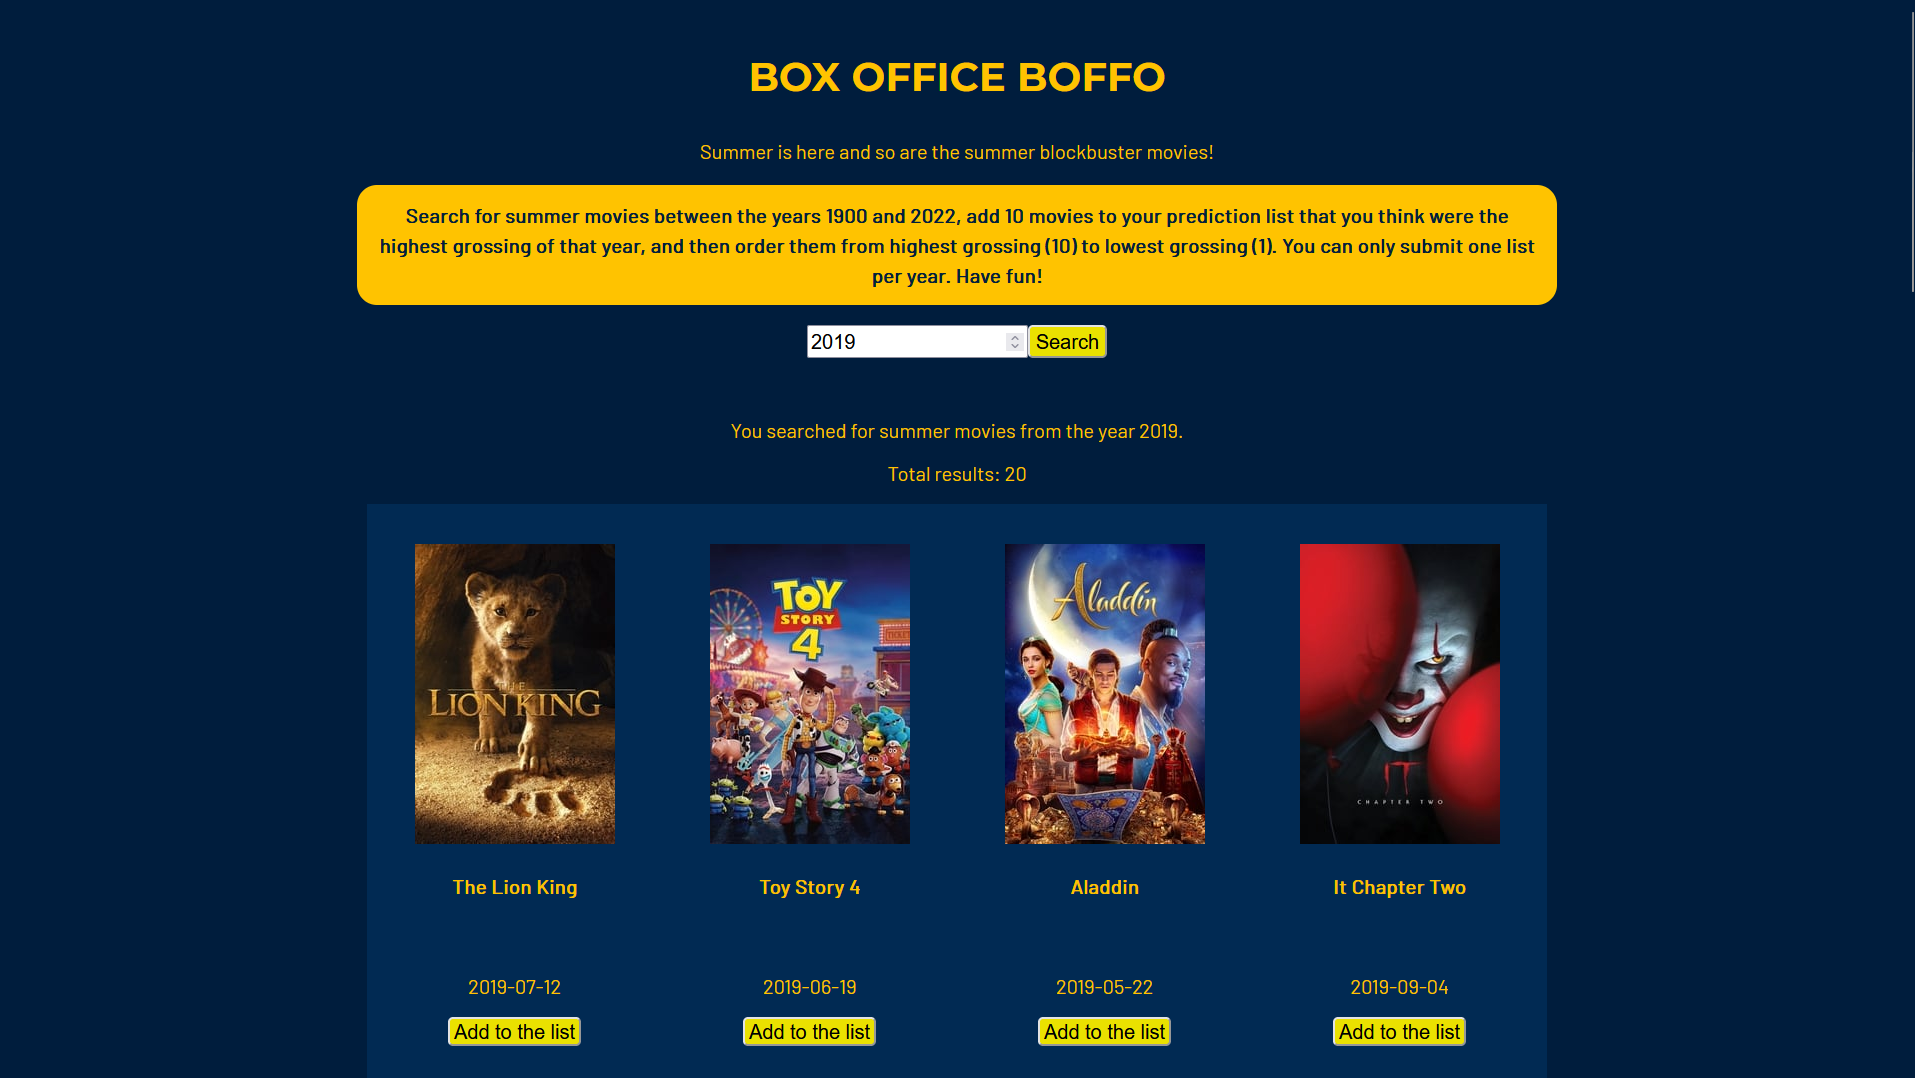 BOX OFFICE BOFFO
Summer is here and so are the summer blockbuster movies!
Search for summer movies between the years 1900 and 2022, add 10 movies to your prediction list that you think were the
highest grossing of that year, and then order them from highest grossing (10) to lowest grossing (1). You can only submit one list
per year. Have fun!
2019 Search
You searched for summer movies from the year 2019.
Total results: 20
THE
LION KING
TOY
STORY
4
Aladdin
IT
CHAPTER TWO
The Lion King
Toy Story 4
Aladdin
It Chapter Two
2019-07-12
2019-06-19
2019-05-22
2019-09-04
Add to the list
Add to the list
Add to the list
Add to the list